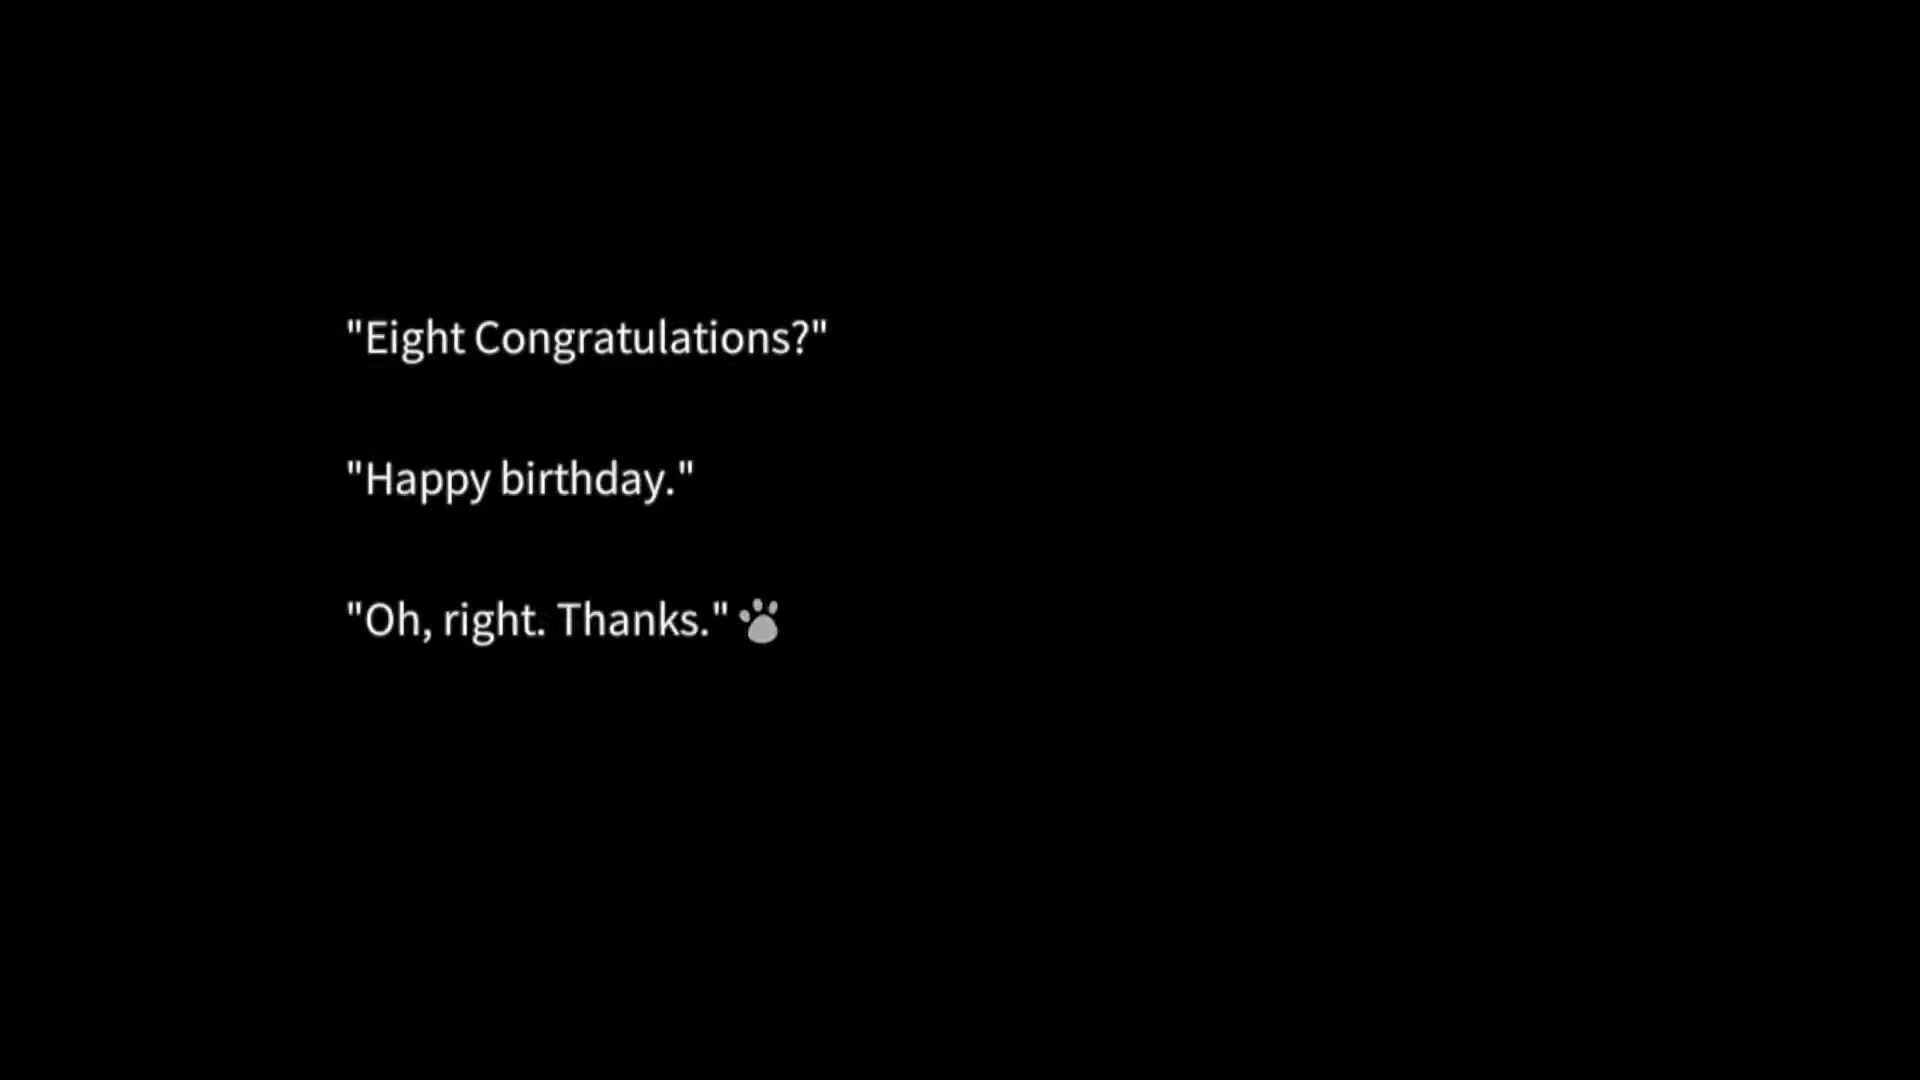 "Eight Congratulations?"
"Happy birthday."
"Oh, right. Thanks."